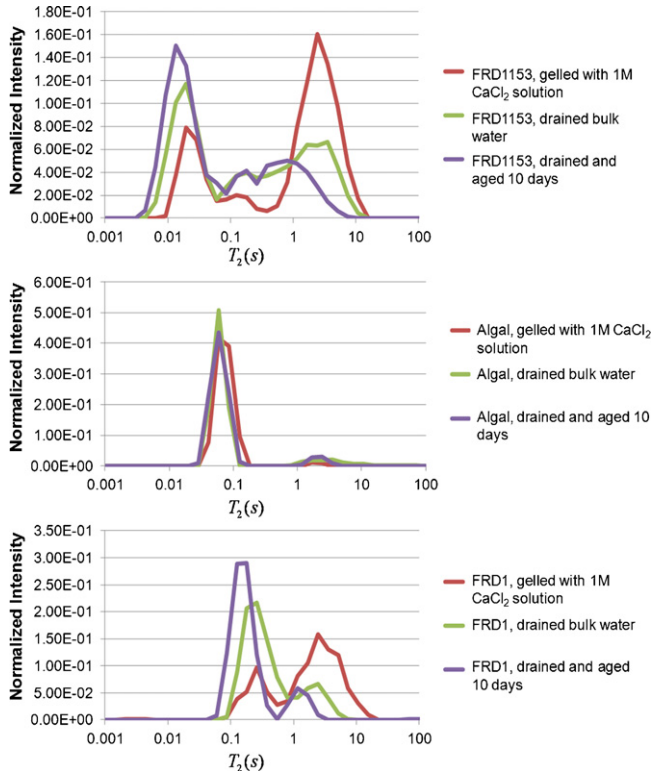 Normalized Intensity
1.80E-01
1.60E-01
1.40E-01
1.20E-01
1.00E-01
8.00E-02
6.00E-02
4.00E-02
2.00E-02
0.00E+00
0.001 0.01 0.1 1 10 100
T₂(s)
FRD1153, gelled with 1M
CaCl₂ solution
FRD1153, drained bulk
water
FRD1153, drained and
aged 10 days
Normalized Intensity
6.00E-01
5.00E-01
4.00E-01
3.00E-01
2.00E-01
1.00E-01
0.00E+00
0.001 0.01 0.1 1 10 100
T₂(s)
Algal, gelled with 1M CaCl₂
solution
Algal, drained bulk water
Algal, drained and aged 10
days
Normalized Intensity
3.50E-01
3.00E-01
2.50E-01
2.00E-01
1.50E-01
1.00E-01
5.00E-02
0.00E+00
0.001 0.01 0.1 1 10 100
T₂(s)
FRD1, gelled with 1M
CaCl₂ solution
FRD1, drained bulk water
FRD1, drained and aged
10 days